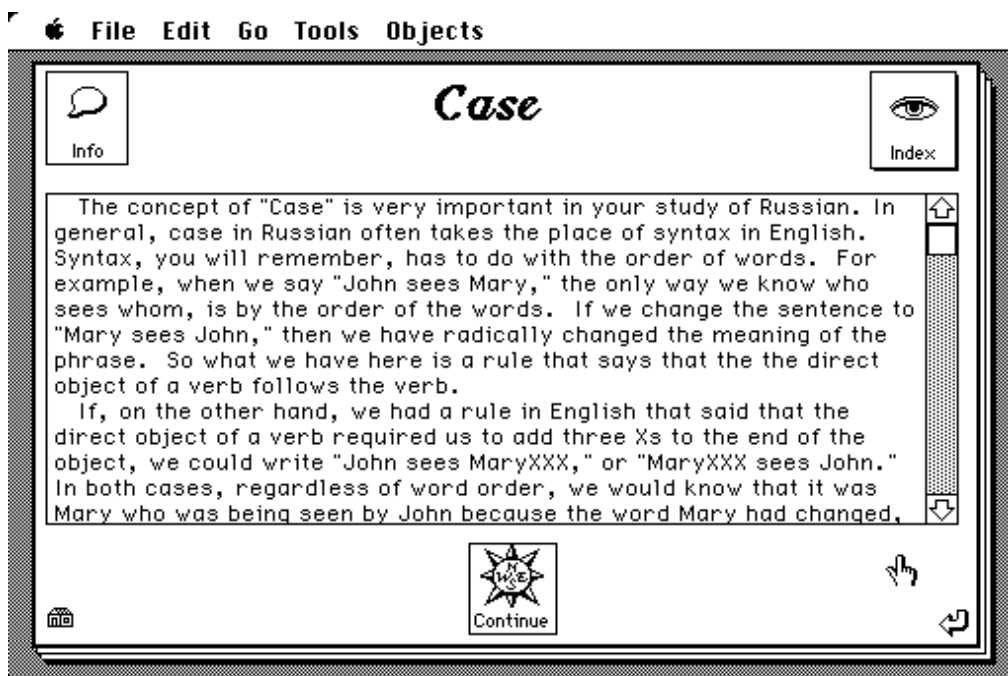 File Edit Go Tools Objects
Info
Case
Index
The concept of "Case" is very important in your study of Russian. In
general, case in Russian often takes the place of syntax in English.
Syntax, you will remember, has to do with the order of words. For
example, when we say "John sees Mary," the only way we know who
sees whom, is by the order of the words. If we change the sentence to
"Mary sees John," then we have radically changed the meaning of the
phrase. So what we have here is a rule that says that the the direct
object of a verb follows the verb.
If, on the other hand, we had a rule in English that said that the
direct object of a verb required us to add three Xs to the end of the
object, we could write "John sees MaryXXX," or "MaryXXX sees John."
In both cases, regardless of word order, we would know that it was
Mary who was being seen by John because the word Mary had changed,
N
W E
S
Continue